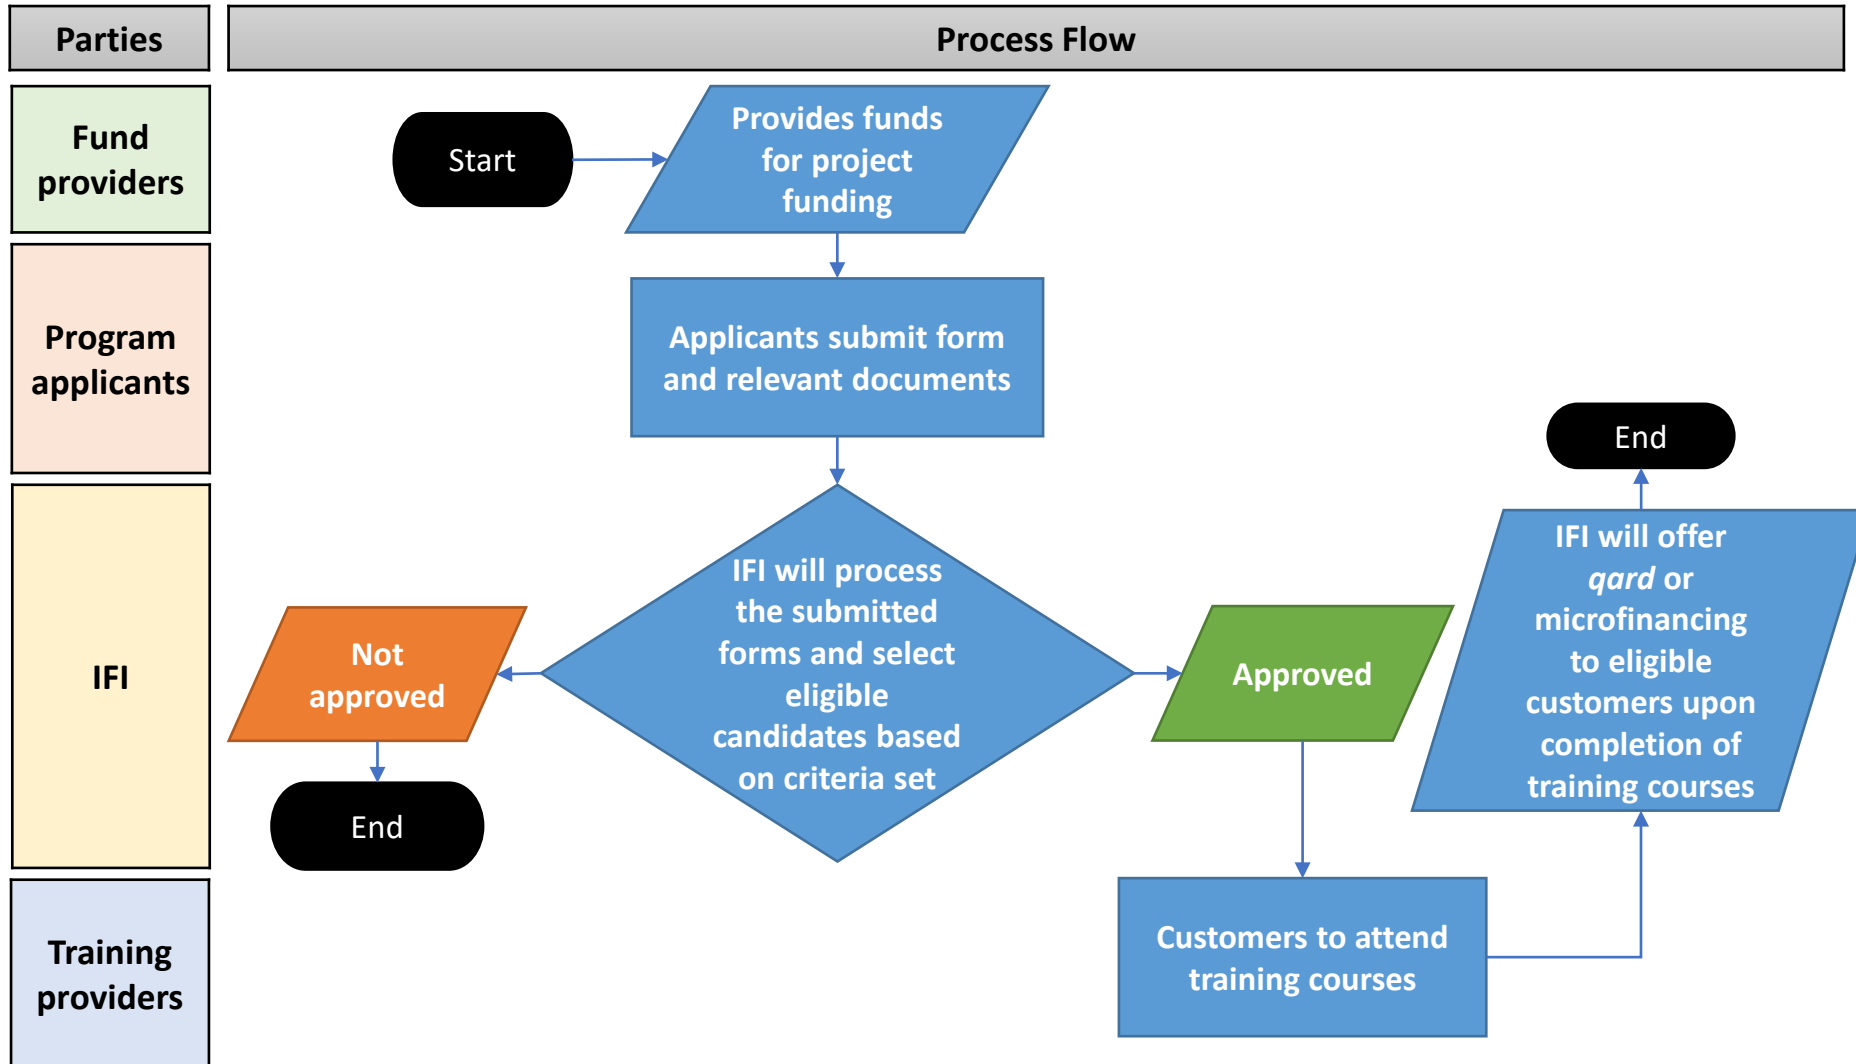 Parties
Process Flow
Fund
providers
Start
Provides funds
for project
funding
Program
applicants
Applicants submit form
and relevant documents
End
IFI
Not
approved
End
IFI will process
the submitted
forms and select
eligible
candidates based
on criteria set
Approved
IFI will offer
qard or
microfinancing
to eligible
customers upon
completion of
training courses
Training
providers
Customers to attend
training courses